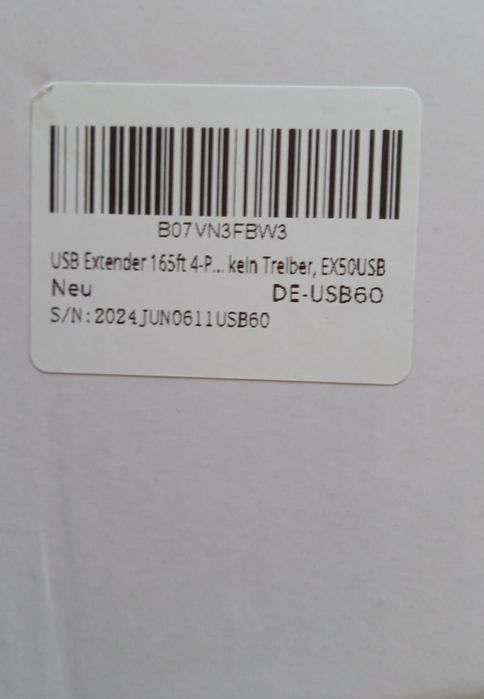 B07VN3FBW3
USB Extender 165ft 4-P... kein Treiber, EX50USB
Neu DE-USB60
S/N:2024JUN0611USB60